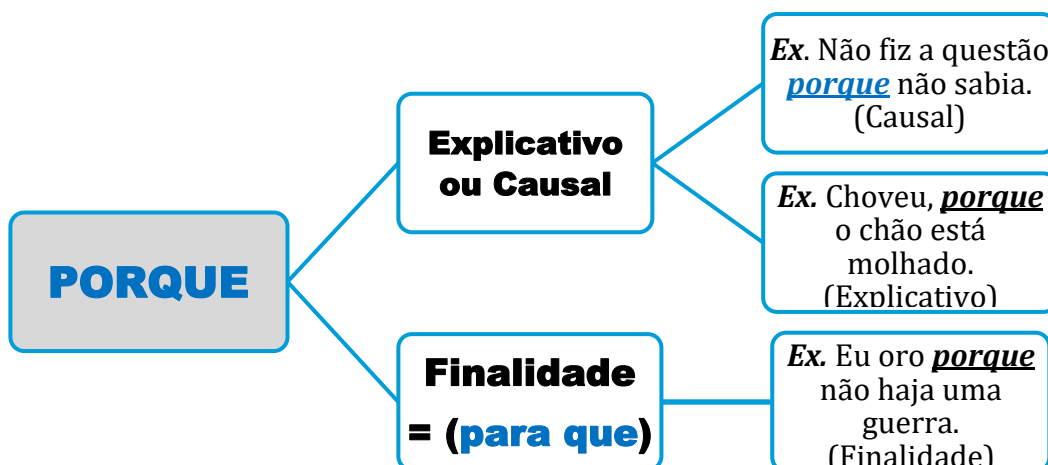 PORQUE
Explicativo
ou Causal
Ex. Não fiz a questão
porque não sabia.
(Causal)
Ex. Choveu, porque
o chão está
molhado.
(Explicativo)
Finalidade
= (para que)
Ex. Eu oro porque
não haja uma
guerra.
(Finalidade)